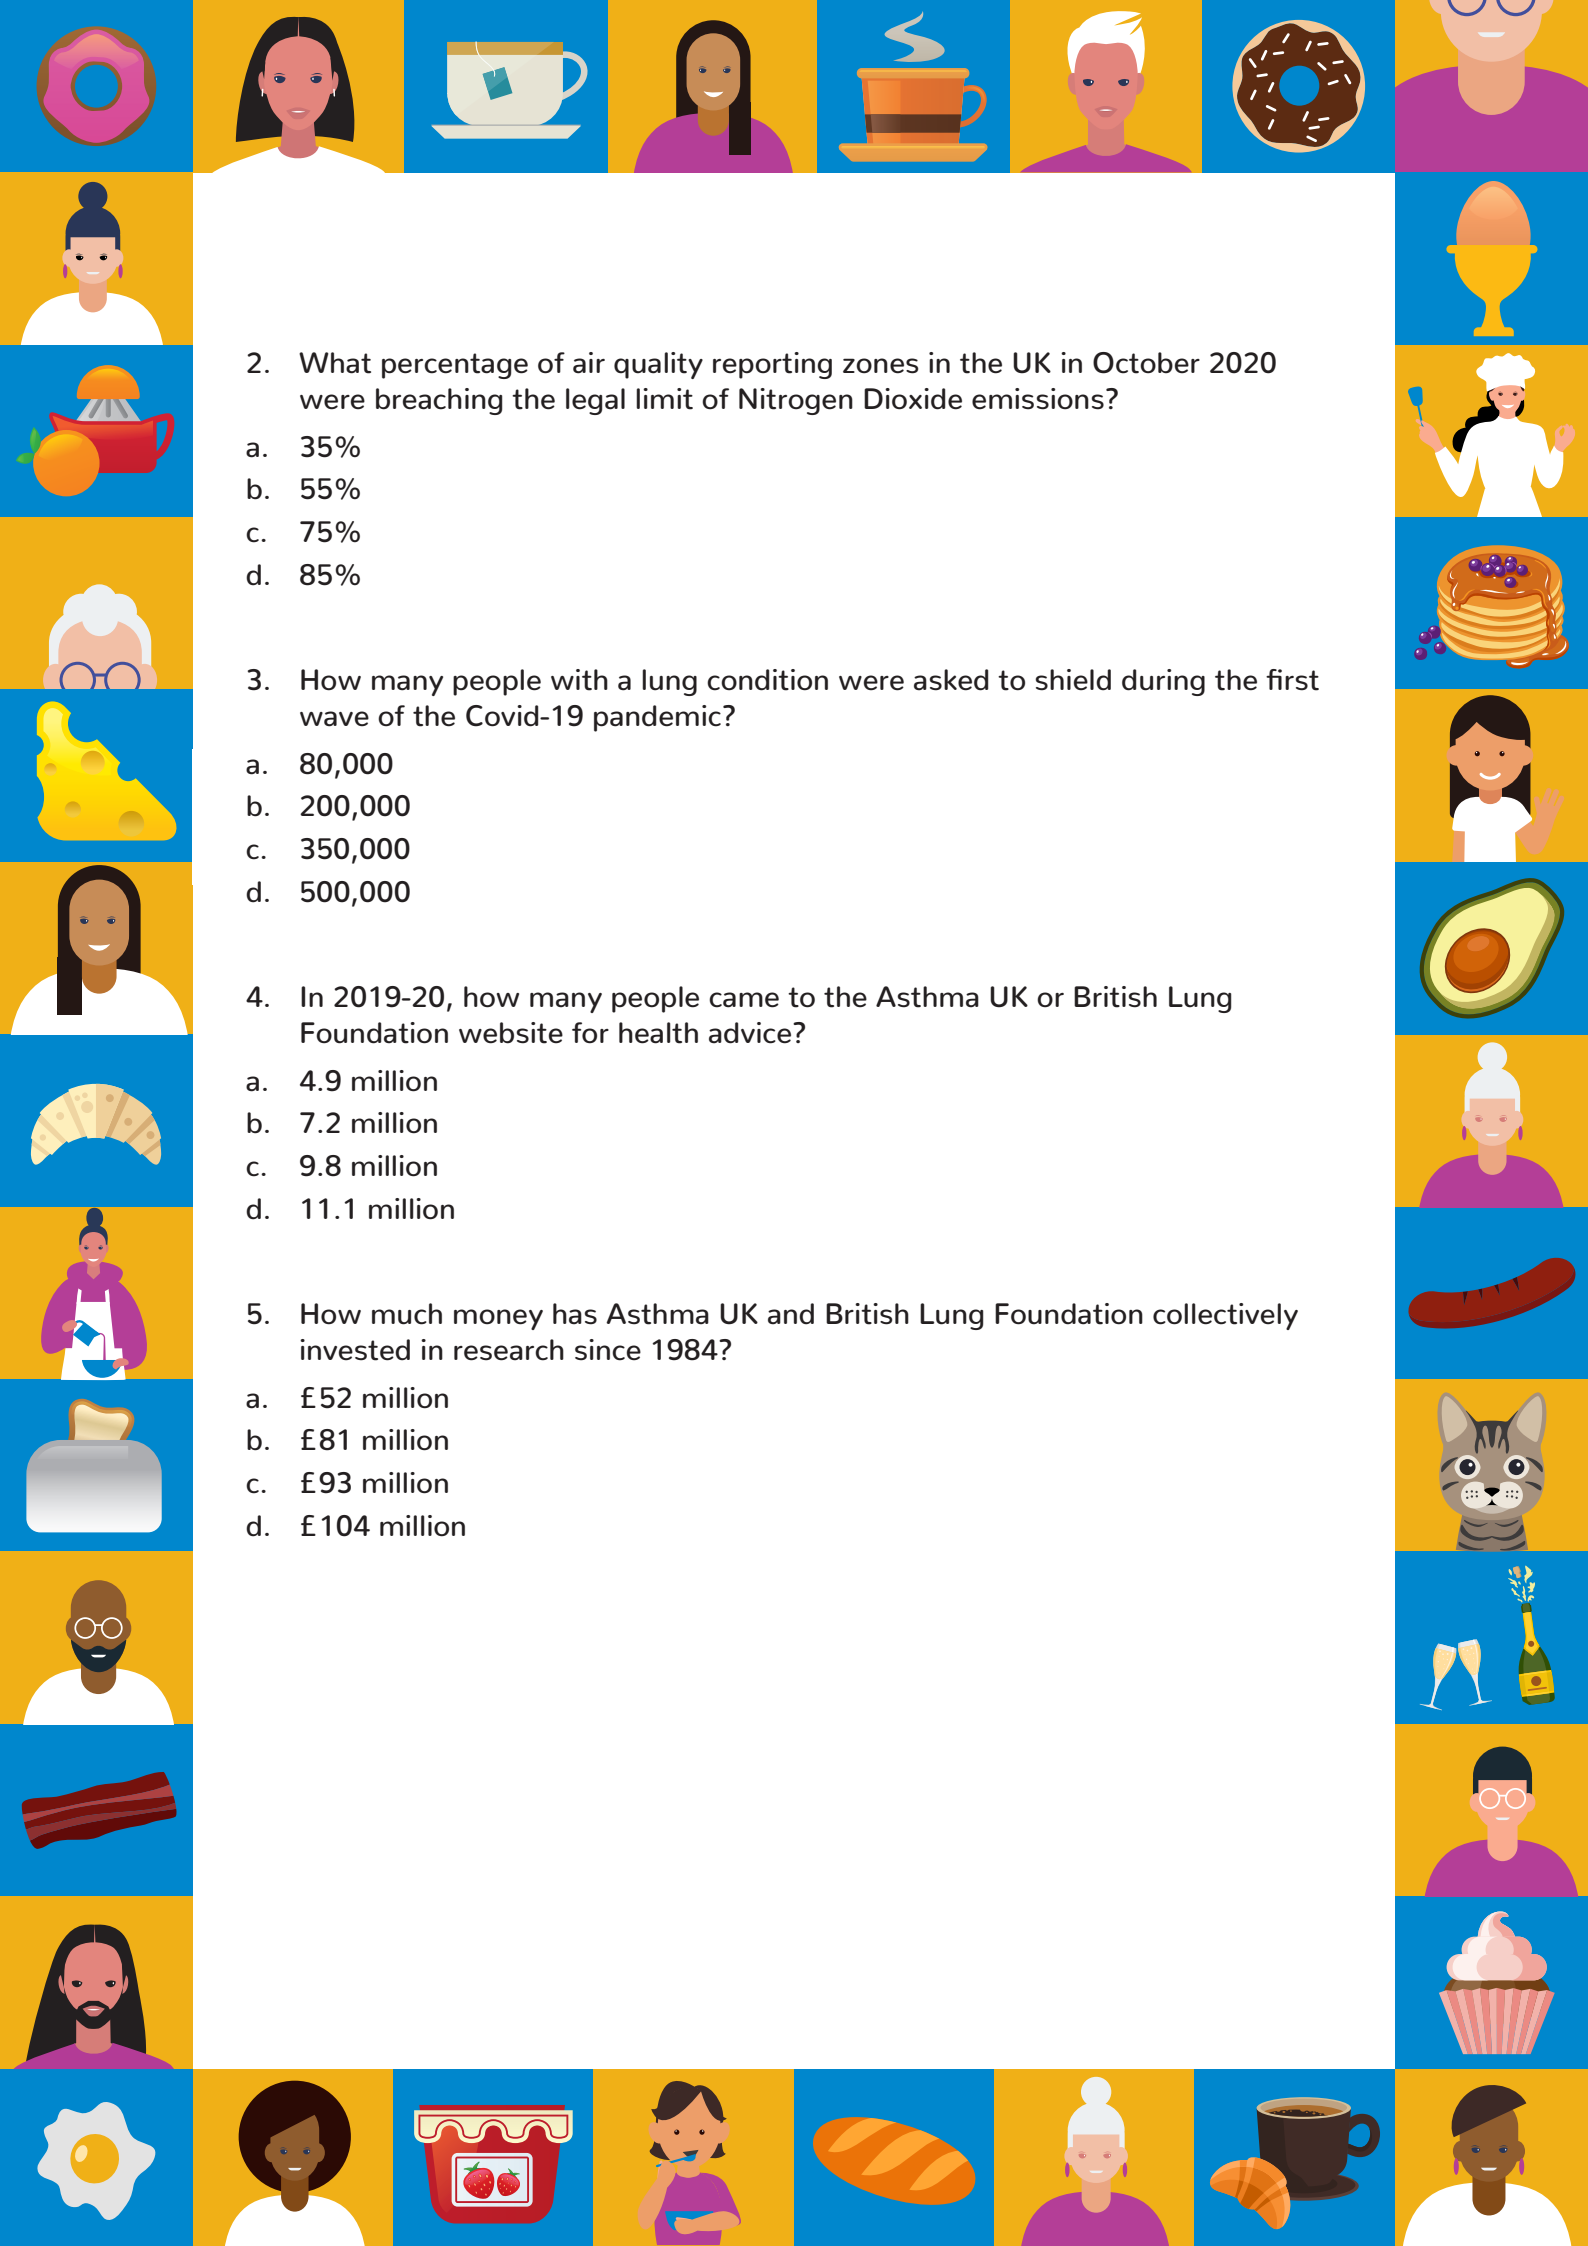 2. What percentage of air quality reporting zones in the UK in October 2020
were breaching the legal limit of Nitrogen Dioxide emissions?
a. 35%
b. 55%
c. 75%
d. 85%
3. How many people with a lung condition were asked to shield during the first
wave of the Covid-19 pandemic?
a. 80,000
b. 200,000
c. 350,000
d. 500,000
4. In 2019-20, how many people came to the Asthma UK or British Lung
Foundation website for health advice?
a. 4.9 million
b. 7.2 million
c. 9.8 million
d. 11.1 million
5. How much money has Asthma UK and British Lung Foundation collectively
invested in research since 1984?
a. £52 million
b. £81 million
c. £93 million
d. £104 million